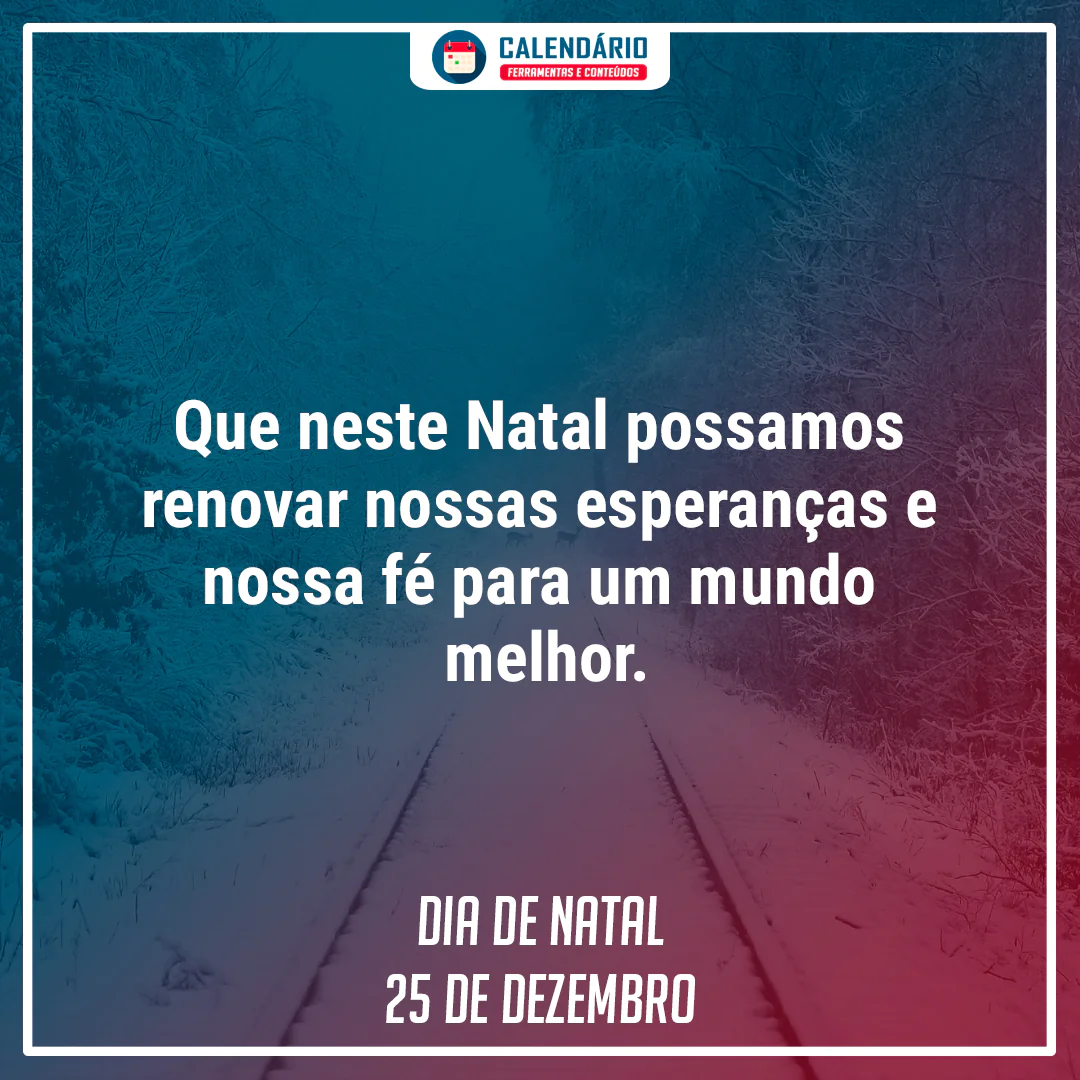 CALENDÁRIO
FERRAMENTAS E CONTEÚDOS
Que neste Natal possamos
renovar nossas esperanças e
nossa fé para um mundo
melhor.
DIA DE NATAL
25 DE DEZEMBRO